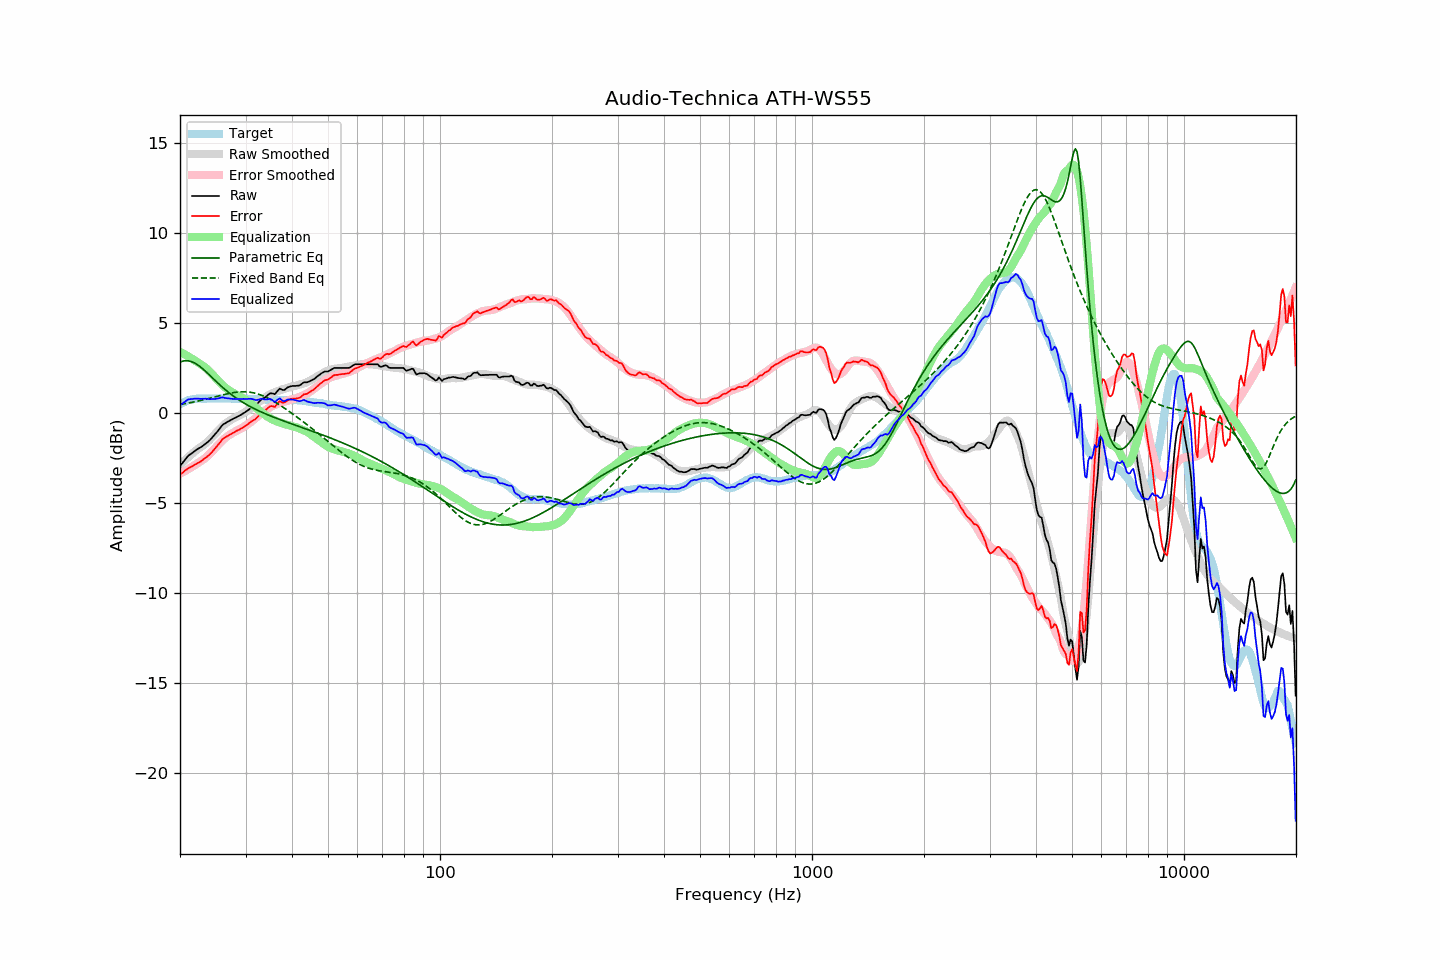 Audio-Technica ATH-WS55
Target
Raw Smoothed
Error Smoothed
Raw
Error
Equalization
Parametric Eq
Fixed Band Eq
Equalized
15
10
5
0
−5
−10
−15
−20
Amplitude (dBr)
100
1000
10000
Frequency (Hz)